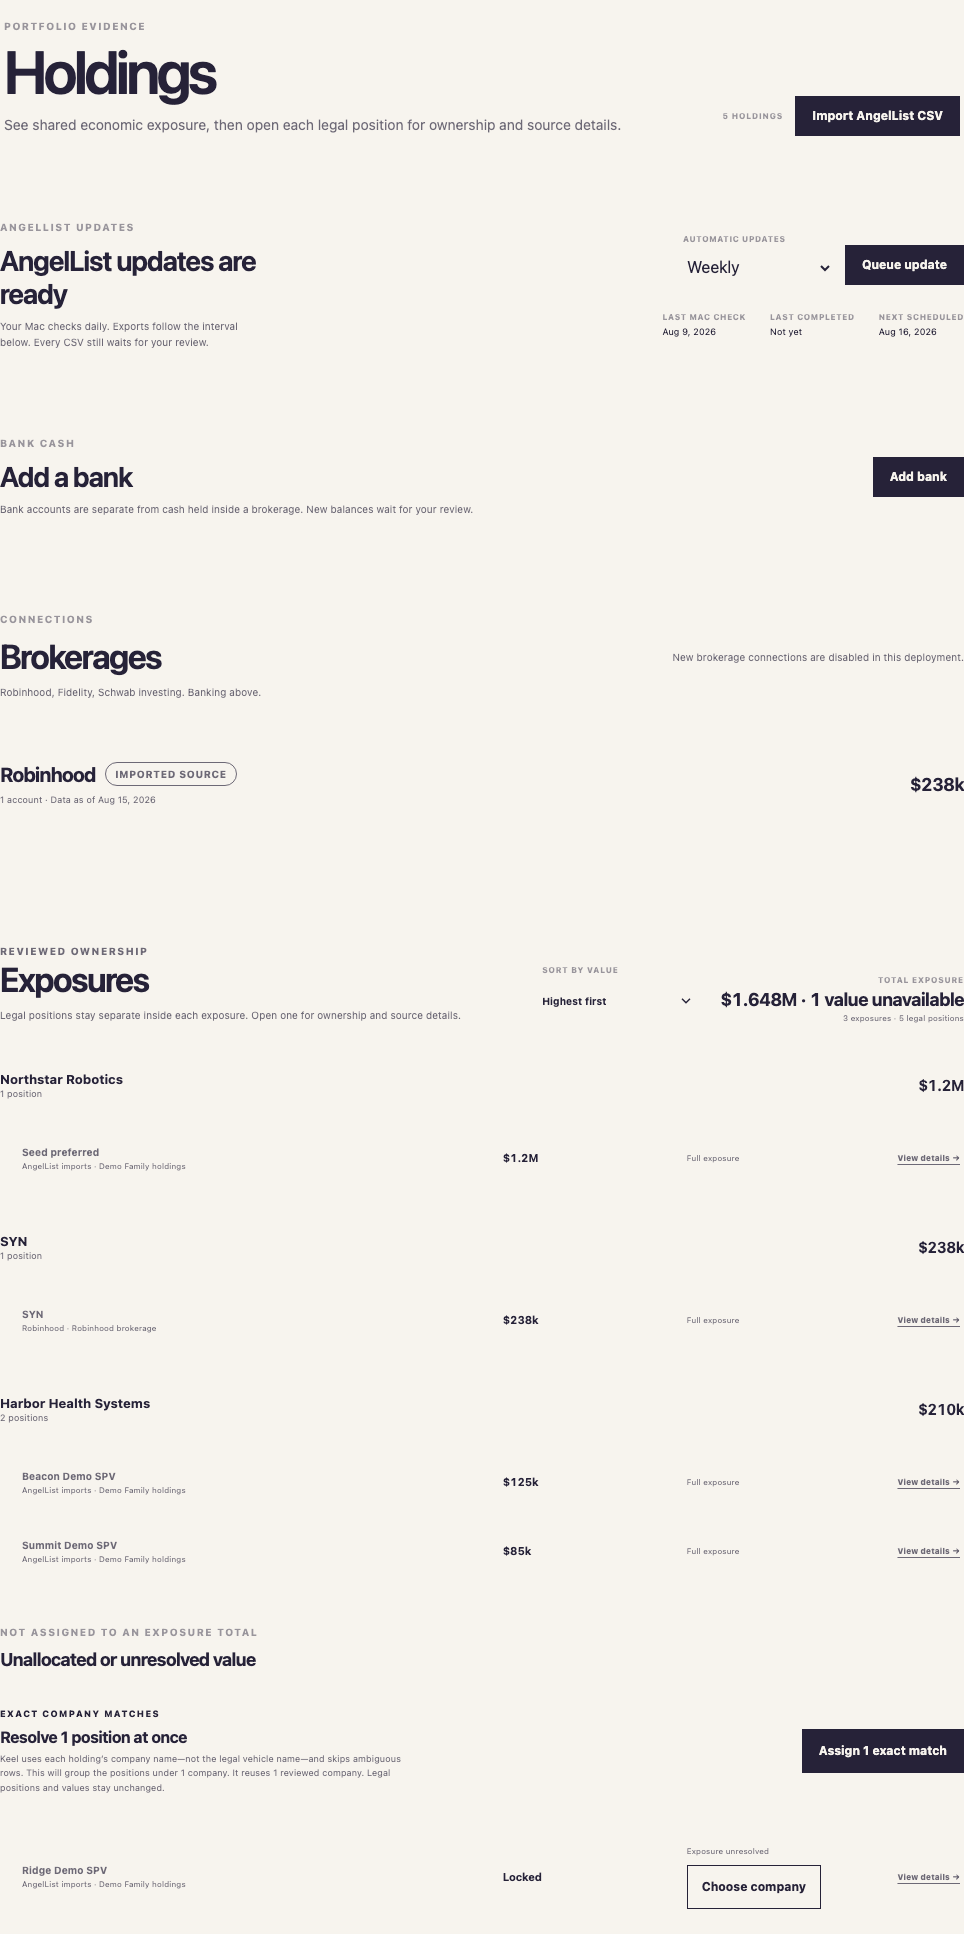 PORTFOLIO EVIDENCE
Holdings
See shared economic exposure, then open each legal position for ownership and source details.
5 HOLDINGS
Import AngelList CSV
ANGELLIST UPDATES
AngelList updates are
ready
Your Mac checks daily. Exports follow the interval
below. Every CSV still waits for your review.
AUTOMATIC UPDATES
Weekly
Queue update
LAST MAC CHECK
Aug 9, 2026
LAST COMPLETED
Not yet
NEXT SCHEDULED
Aug 16, 2026
BANK CASH
Add a bank
Bank accounts are separate from cash held inside a brokerage. New balances wait for your review.
Add bank
CONNECTIONS
Brokerages
Robinhood, Fidelity, Schwab investing. Banking above.
New brokerage connections are disabled in this deployment.
Robinhood
IMPORTED SOURCE
1 account · Data as of Aug 15, 2026
$238k
REVIEWED OWNERSHIP
Exposures
Legal positions stay separate inside each exposure. Open one for ownership and source details.
SORT BY VALUE
Highest first
TOTAL EXPOSURE
$1.648M · 1 value unavailable
3 exposures · 5 legal positions
Northstar Robotics
1 position
$1.2M
Seed preferred
AngelList imports · Demo Family holdings
$1.2M
Full exposure
View details →
SYN
1 position
$238k
SYN
Robinhood · Robinhood brokerage
$238k
Full exposure
View details →
Harbor Health Systems
2 positions
$210k
Beacon Demo SPV
AngelList imports · Demo Family holdings
$125k
Full exposure
View details →
Summit Demo SPV
AngelList imports · Demo Family holdings
$85k
Full exposure
View details →
NOT ASSIGNED TO AN EXPOSURE TOTAL
Unallocated or unresolved value
EXACT COMPANY MATCHES
Resolve 1 position at once
Keel uses each holding's company name—not the legal vehicle name—and skips ambiguous
rows. This will group the positions under 1 company. It reuses 1 reviewed company. Legal
positions and values stay unchanged.
Assign 1 exact match
Ridge Demo SPV
AngelList imports · Demo Family holdings
Locked
Exposure unresolved
Choose company
View details →